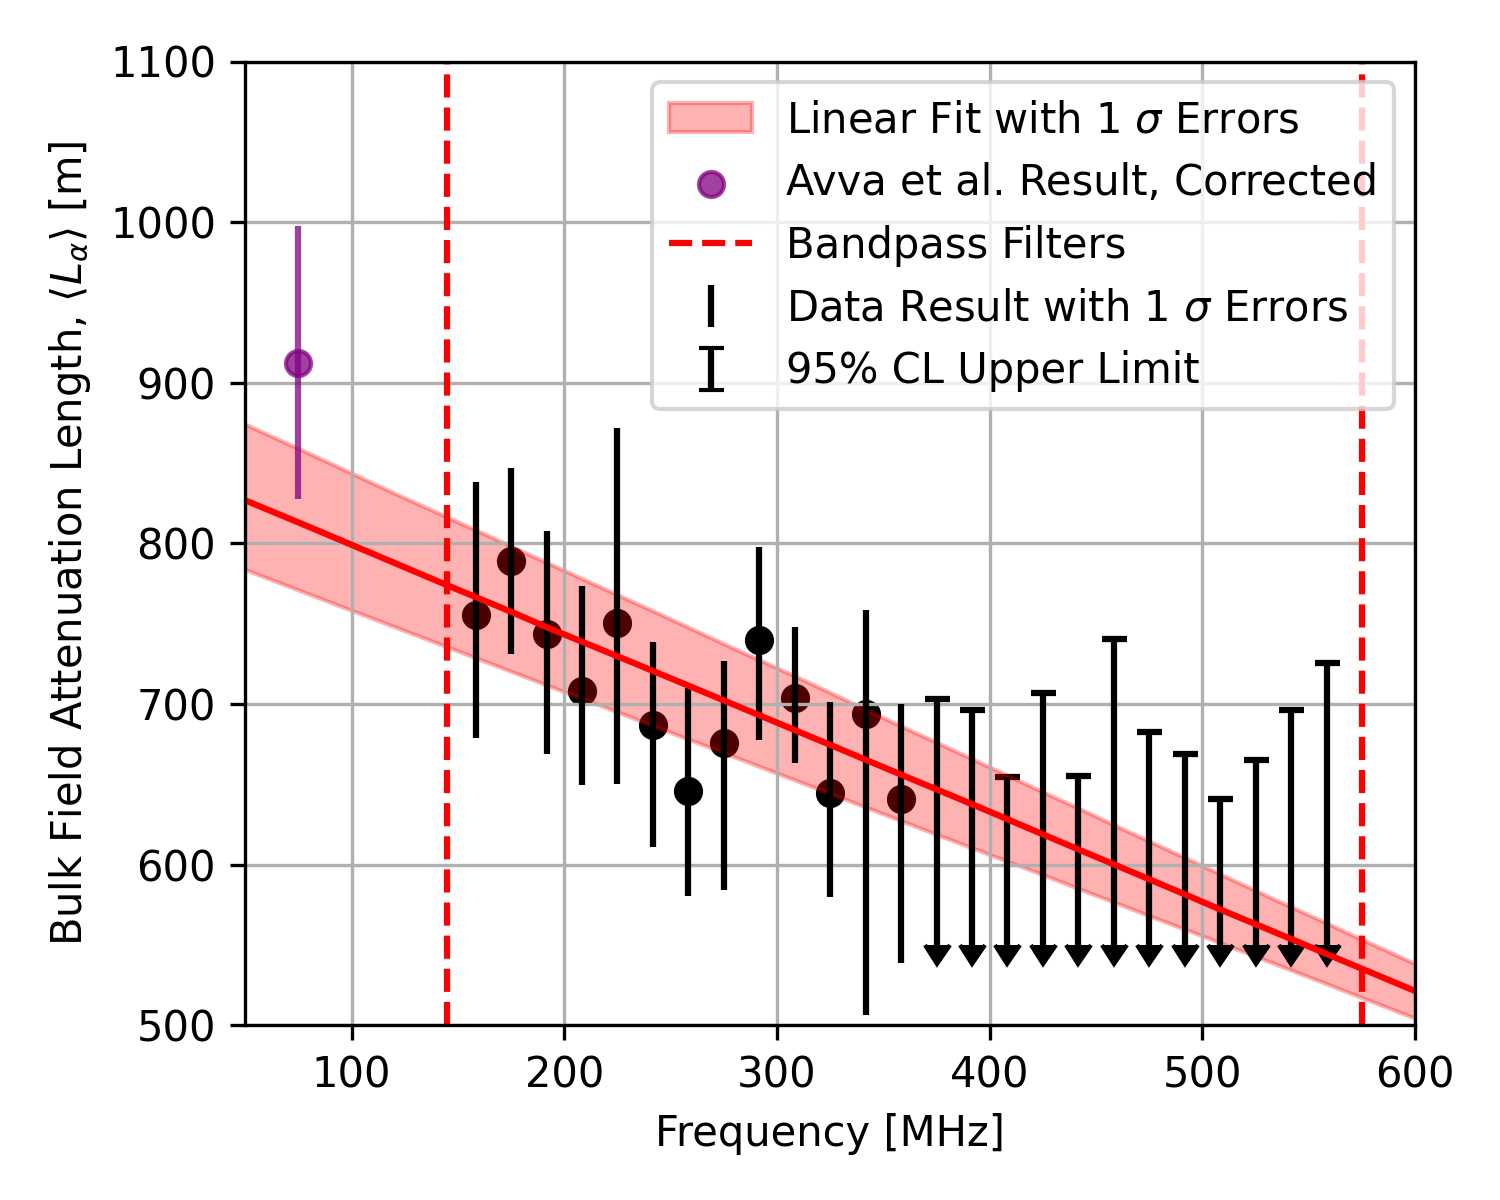 1100
1000
900
800
700
600
500
Bulk Field Attenuation Length, ⟨Lα⟩ [m]
Linear Fit with 1 σ Errors
Avva et al. Result, Corrected
Bandpass Filters
Data Result with 1 σ Errors
95% CL Upper Limit
100 200 300 400 500 600
Frequency [MHz]